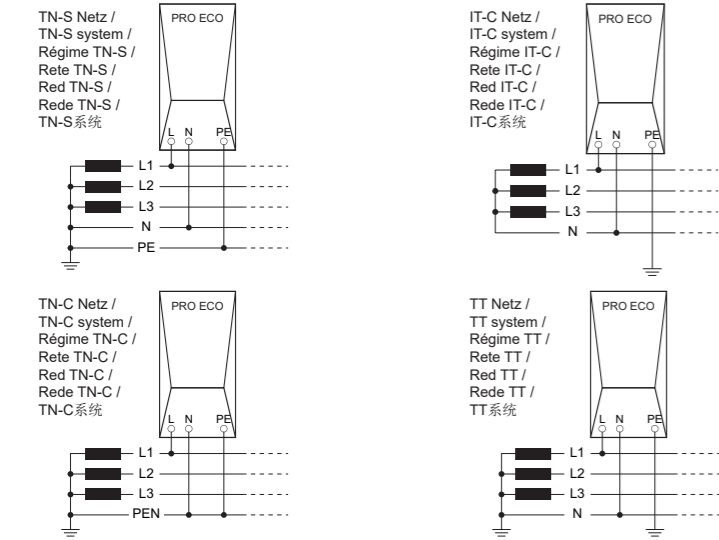 TN-S Netz /
TN-S system /
Régime TN-S /
Rete TN-S /
Red TN-S /
Rede TN-S /
TN-S系统
PRO ECO
L N PE
L1
L2
L3
N
PE
IT-C Netz /
IT-C system /
Régime IT-C /
Rete IT-C /
Red IT-C /
Rede IT-C /
IT-C系统
PRO ECO
L N PE
L1
L2
L3
N
TN-C Netz /
TN-C system /
Régime TN-C /
Rete TN-C /
Red TN-C /
Rede TN-C /
TN-C系统
PRO ECO
L N PE
L1
L2
L3
PEN
TT Netz /
TT system /
Régime TT /
Rete TT /
Red TT /
Rede TT /
TT系统
PRO ECO
L N PE
L1
L2
L3
N